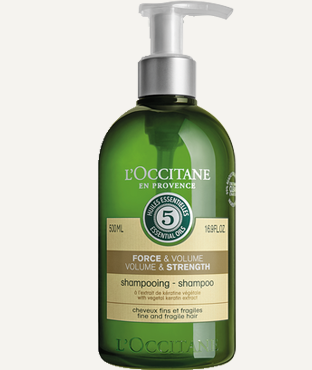 L'OCCITANE
EN PROVENCE
HUILES ESSENTIELLES
5
ESSENTIAL OILS
500ML
16.9FL.OZ.
FORCE & VOLUME
VOLUME & STRENGTH
shampooing - shampoo
à l'extrait de kératine végétale
with vegetal keratin extract
cheveux fins et fragiles
fine and fragile hair
L'OCCITANE